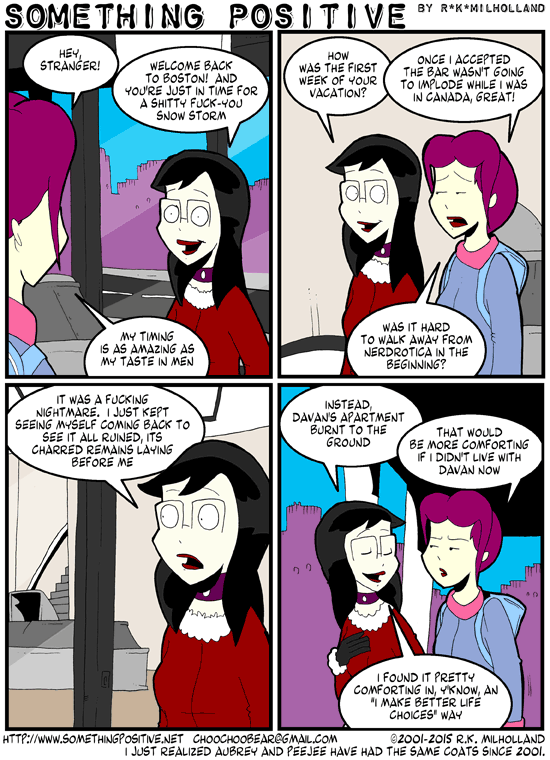 SOMETHING POSITIVE BY R*K*MILHOLLAND
HEY,
STRANGER!
WELCOME BACK
TO BOSTON! AND
YOU'RE JUST IN TIME FOR
A SHITTY FUCK-YOU
SNOW STORM
MY TIMING
IS AS AMAZING AS
MY TASTE IN MEN
HOW
WAS THE FIRST
WEEK OF YOUR
VACATION?
ONCE I ACCEPTED
THE BAR WASN'T GOING
TO IMPLODE WHILE I WAS
IN CANADA, GREAT!
WAS IT HARD
TO WALK AWAY FROM
NERDROTICA IN THE
BEGINNING?
IT WAS A FUCKING
NIGHTMARE. I JUST KEPT
SEEING MYSELF COMING BACK TO
SEE IT ALL RUINED, ITS
CHARRED REMAINS LAYING
BEFORE ME
INSTEAD,
DAVAN'S APARTMENT
BURNT TO THE
GROUND
THAT WOULD
BE MORE COMFORTING
IF I DIDN'T LIVE WITH
DAVAN NOW
I FOUND IT PRETTY
COMFORTING IN, Y'KNOW, AN
"I MAKE BETTER LIFE
CHOICES" WAY
HTTP://WWW.SOMETHINGPOSITIVE.NET CHOOCHOOBEAR@GMAIL.COM ©2001-2015 R.K. MILHOLLAND
I JUST REALIZED AUBREY AND PEEJEE HAVE HAD THE SAME COATS SINCE 2001.